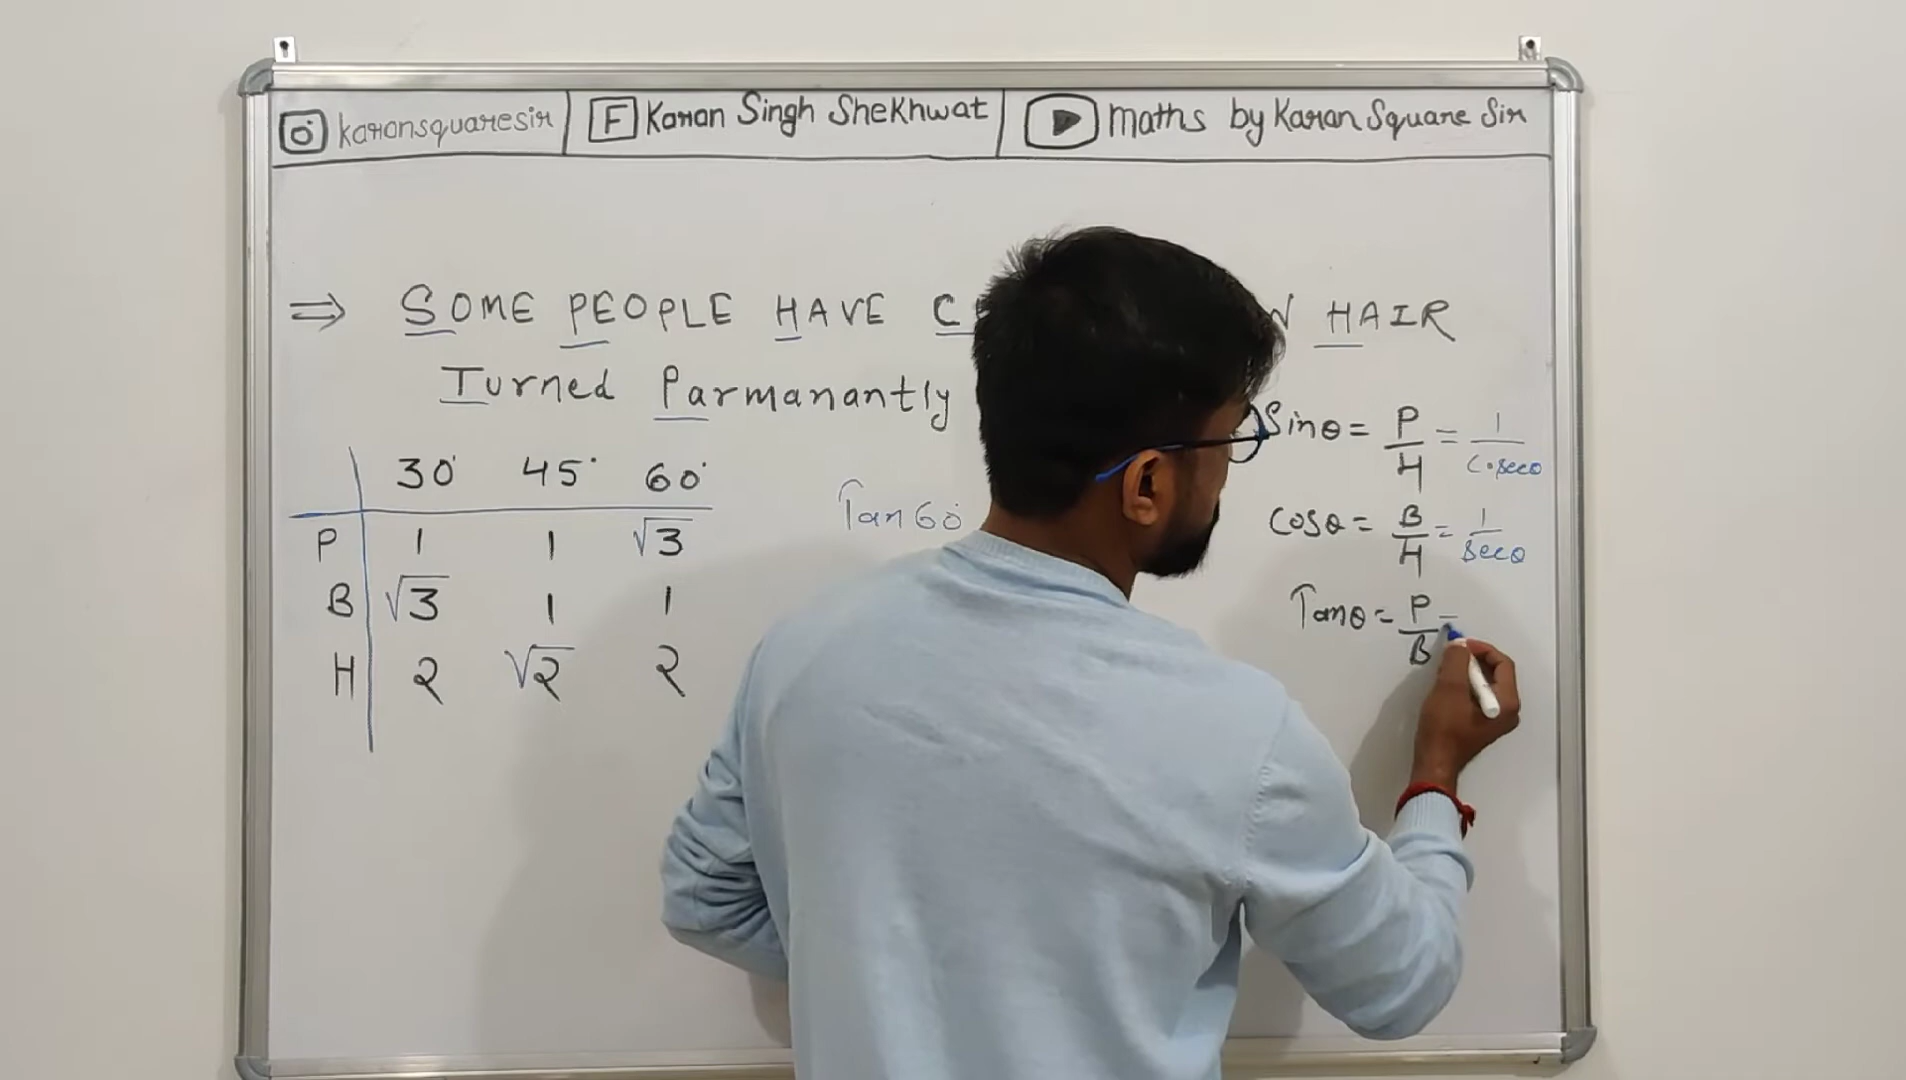 karansquaresir F Karan Singh Shekhwat Maths by Karan Square Sir
⇒ SOME PEOPLE HAVE HAIR
Turned Parmanantly
30° 45° 60°
P 1 1 √3
B √3 1 1
H 2 √2 2
Tan 60°
Sinθ = P/H = 1/Cosecθ
Cosθ = B/H = 1/Secθ
Tanθ = P/B =